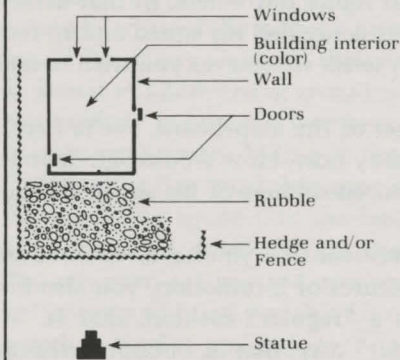 Windows
Building interior
(color)
Wall
Doors
Rubble
Hedge and/or
Fence
Statue